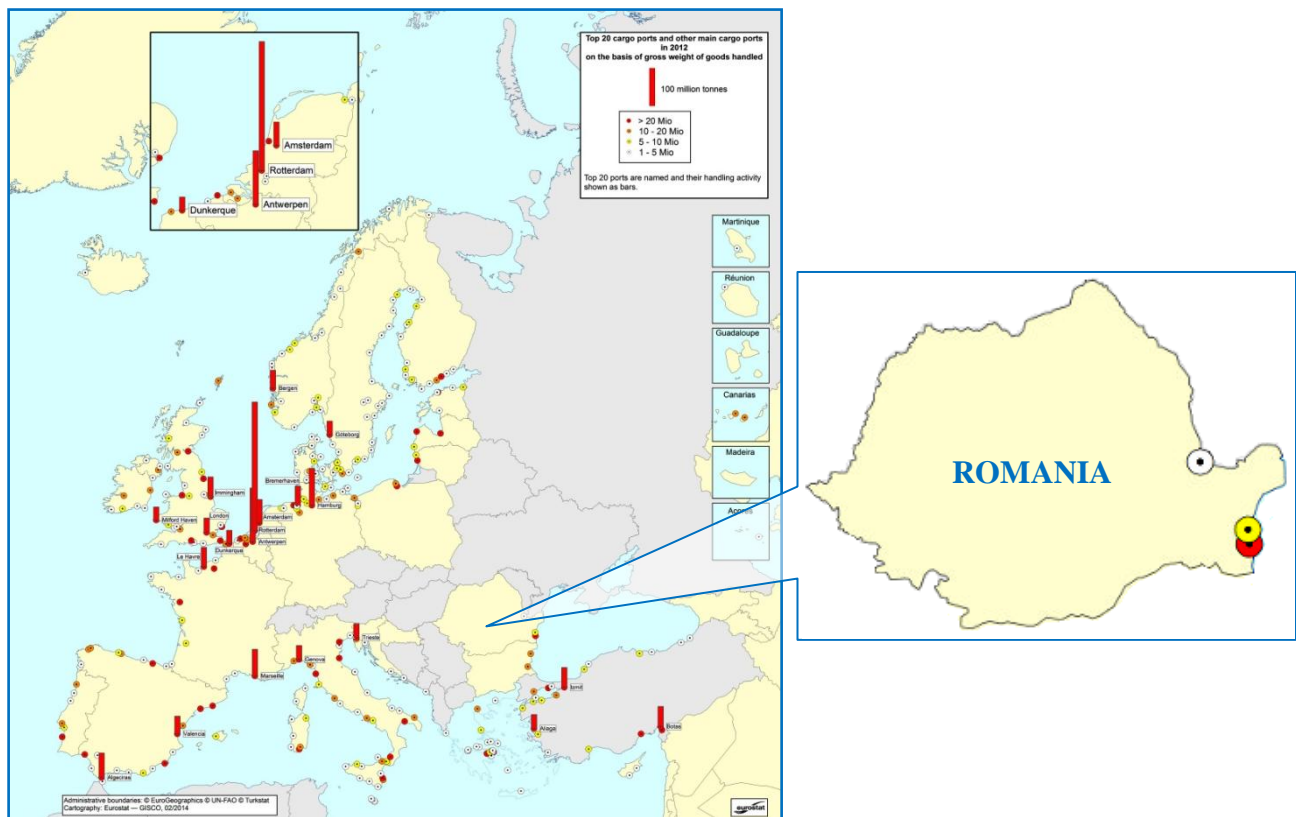 Top 20 cargo ports and other main cargo ports
in 2012
on the basis of gross weight of goods handled
100 million tonnes
> 20 Mio
10 - 20 Mio
5 - 10 Mio
1 - 5 Mio
Top 20 ports are named and their handling activity
shown as bars.
Amsterdam
Rotterdam
Antwerpen
Dunkerque
Martinique
Réunion
Guadaloupe
Canarias
Madeira
Açores
Bergen
Göteborg
Bremerhaven
Hamburg
Immingham
Milford Haven
London
Amsterdam
Rotterdam
Antwerpen
Dunkerque
Le Havre
Trieste
Genova
Marseille
Valencia
Algeciras
Izmit
Aliaga
Botas
Administrative boundaries: © EuroGeographics © UN-FAO © Turkstat
Cartography: Eurostat — GISCO, 02/2014
eurostat
ROMANIA